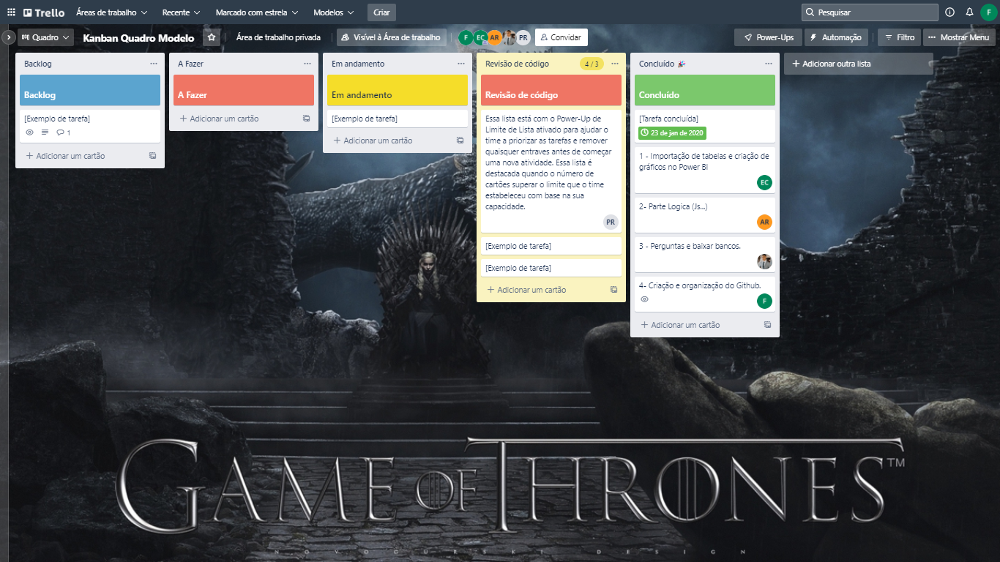 Trello Áreas de trabalho Recente Marcado com estrela Modelos Criar Pesquisar F
Quadro Kanban Quadro Modelo Área de trabalho privada Visível à Área de trabalho F EC AR PR Convidar Power-Ups Automação Filtro Mostrar Menu
Backlog
Backlog
[Exemplo de tarefa]
1
+ Adicionar um cartão
A Fazer
A Fazer
+ Adicionar um cartão
Em andamento
Em andamento
[Exemplo de tarefa]
+ Adicionar um cartão
Revisão de código 4 / 3
Revisão de código
Essa lista está com o Power-Up de
Limite de Lista ativado para ajudar o
time a priorizar as tarefas e remover
quaisquer entraves antes de começar
uma nova atividade. Essa lista é
destacada quando o número de
cartões superar o limite que o time
estabeleceu com base na sua
capacidade.
PR
[Exemplo de tarefa]
[Exemplo de tarefa]
+ Adicionar um cartão
Concluído 🎉
Concluído
[Tarefa concluída]
23 de jan de 2020
1 - Importação de tabelas e criação de
gráficos no Power BI
EC
2- Parte Logica (Js...)
AR
3 - Perguntas e baixar bancos.
4- Criação e organização do Github.
F
+ Adicionar um cartão
+ Adicionar outra lista
GAME OF THRONES™
NOVOGURSKI DESIGN